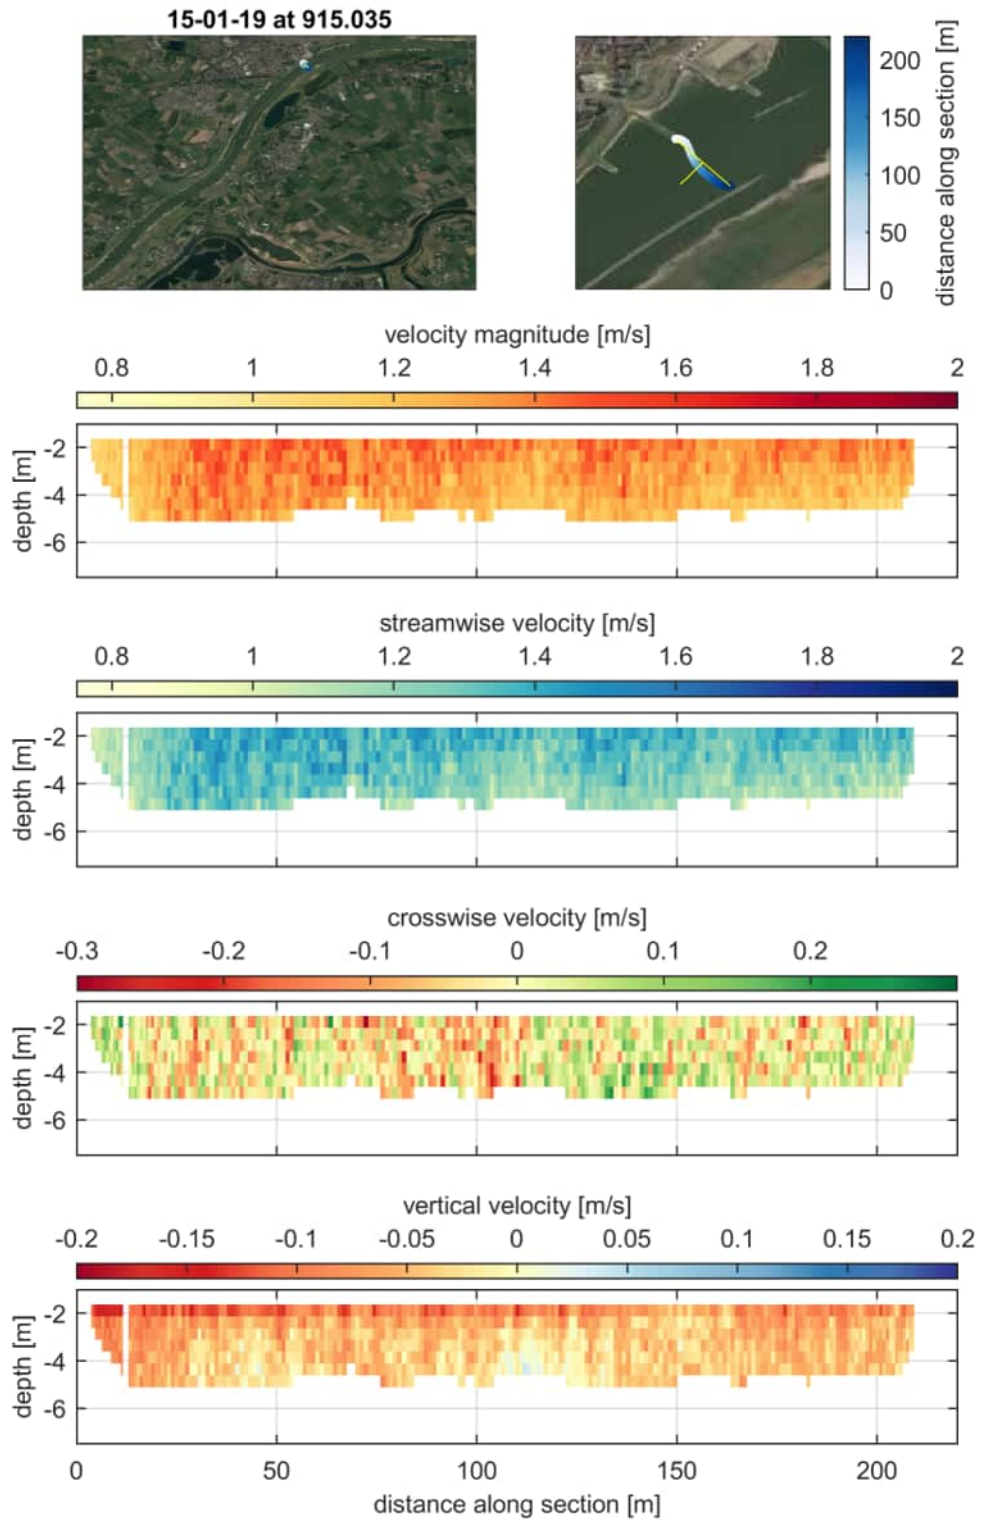 15-01-19 at 915.035
200
150
100
50
0
distance along section [m]
velocity magnitude [m/s]
0.8 1 1.2 1.4 1.6 1.8 2
-2
-4
-6
depth [m]
streamwise velocity [m/s]
0.8 1 1.2 1.4 1.6 1.8 2
-2
-4
-6
depth [m]
crosswise velocity [m/s]
-0.3 -0.2 -0.1 0 0.1 0.2
-2
-4
-6
depth [m]
vertical velocity [m/s]
-0.2 -0.15 -0.1 -0.05 0 0.05 0.1 0.15 0.2
-2
-4
-6
depth [m]
0 50 100 150 200
distance along section [m]